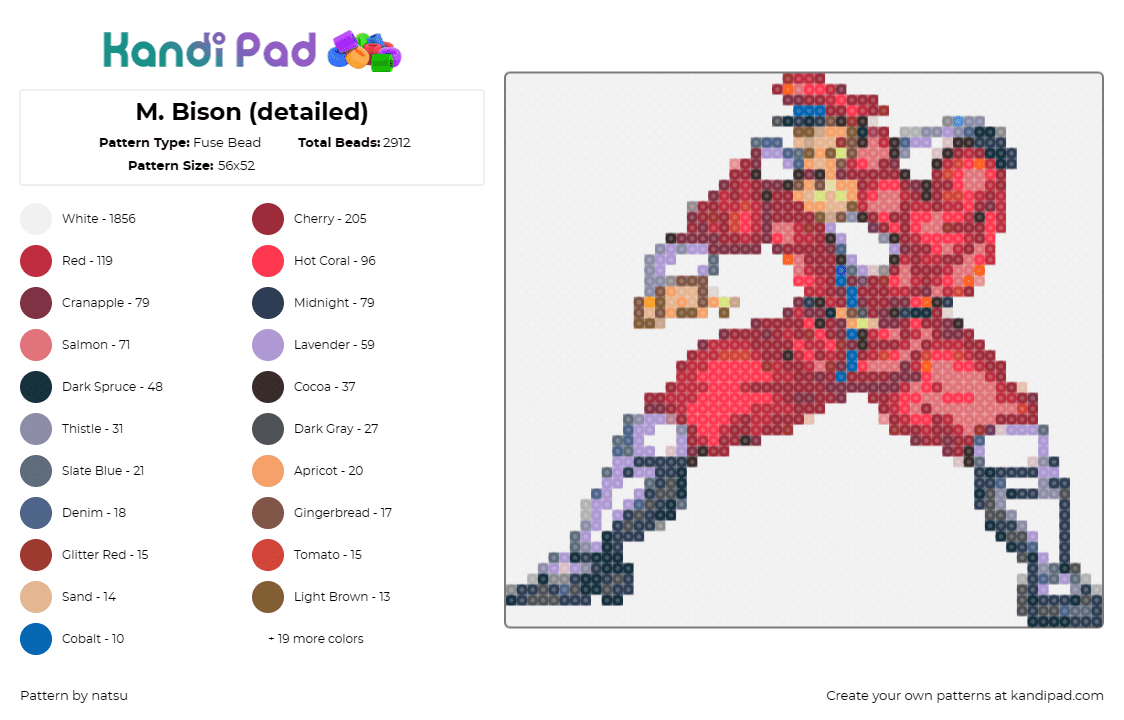 Kandi Pad
M. Bison (detailed)
Pattern Type: Fuse Bead Total Beads: 2912
Pattern Size: 56x52
White - 1856
Cherry - 205
Red - 119
Hot Coral - 96
Cranapple - 79
Midnight - 79
Salmon - 71
Lavender - 59
Dark Spruce - 48
Cocoa - 37
Thistle - 31
Dark Gray - 27
Slate Blue - 21
Apricot - 20
Denim - 18
Gingerbread - 17
Glitter Red - 15
Tomato - 15
Sand - 14
Light Brown - 13
Cobalt - 10
+ 19 more colors
Pattern by natsu
Create your own patterns at kandipad.com